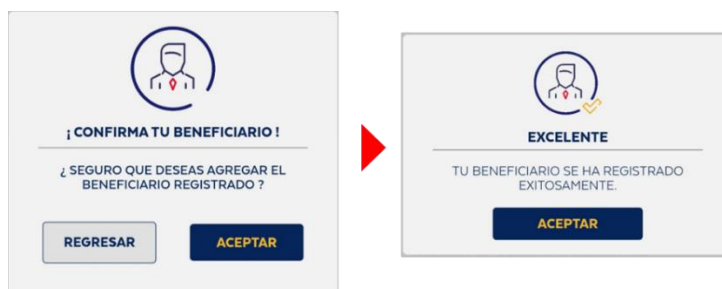 ¡ CONFIRMA TU BENEFICIARIO !
¿ SEGURO QUE DESEAS AGREGAR EL
BENEFICIARIO REGISTRADO ?
REGRESAR
ACEPTAR
EXCELENTE
TU BENEFICIARIO SE HA REGISTRADO
EXITOSAMENTE.
ACEPTAR